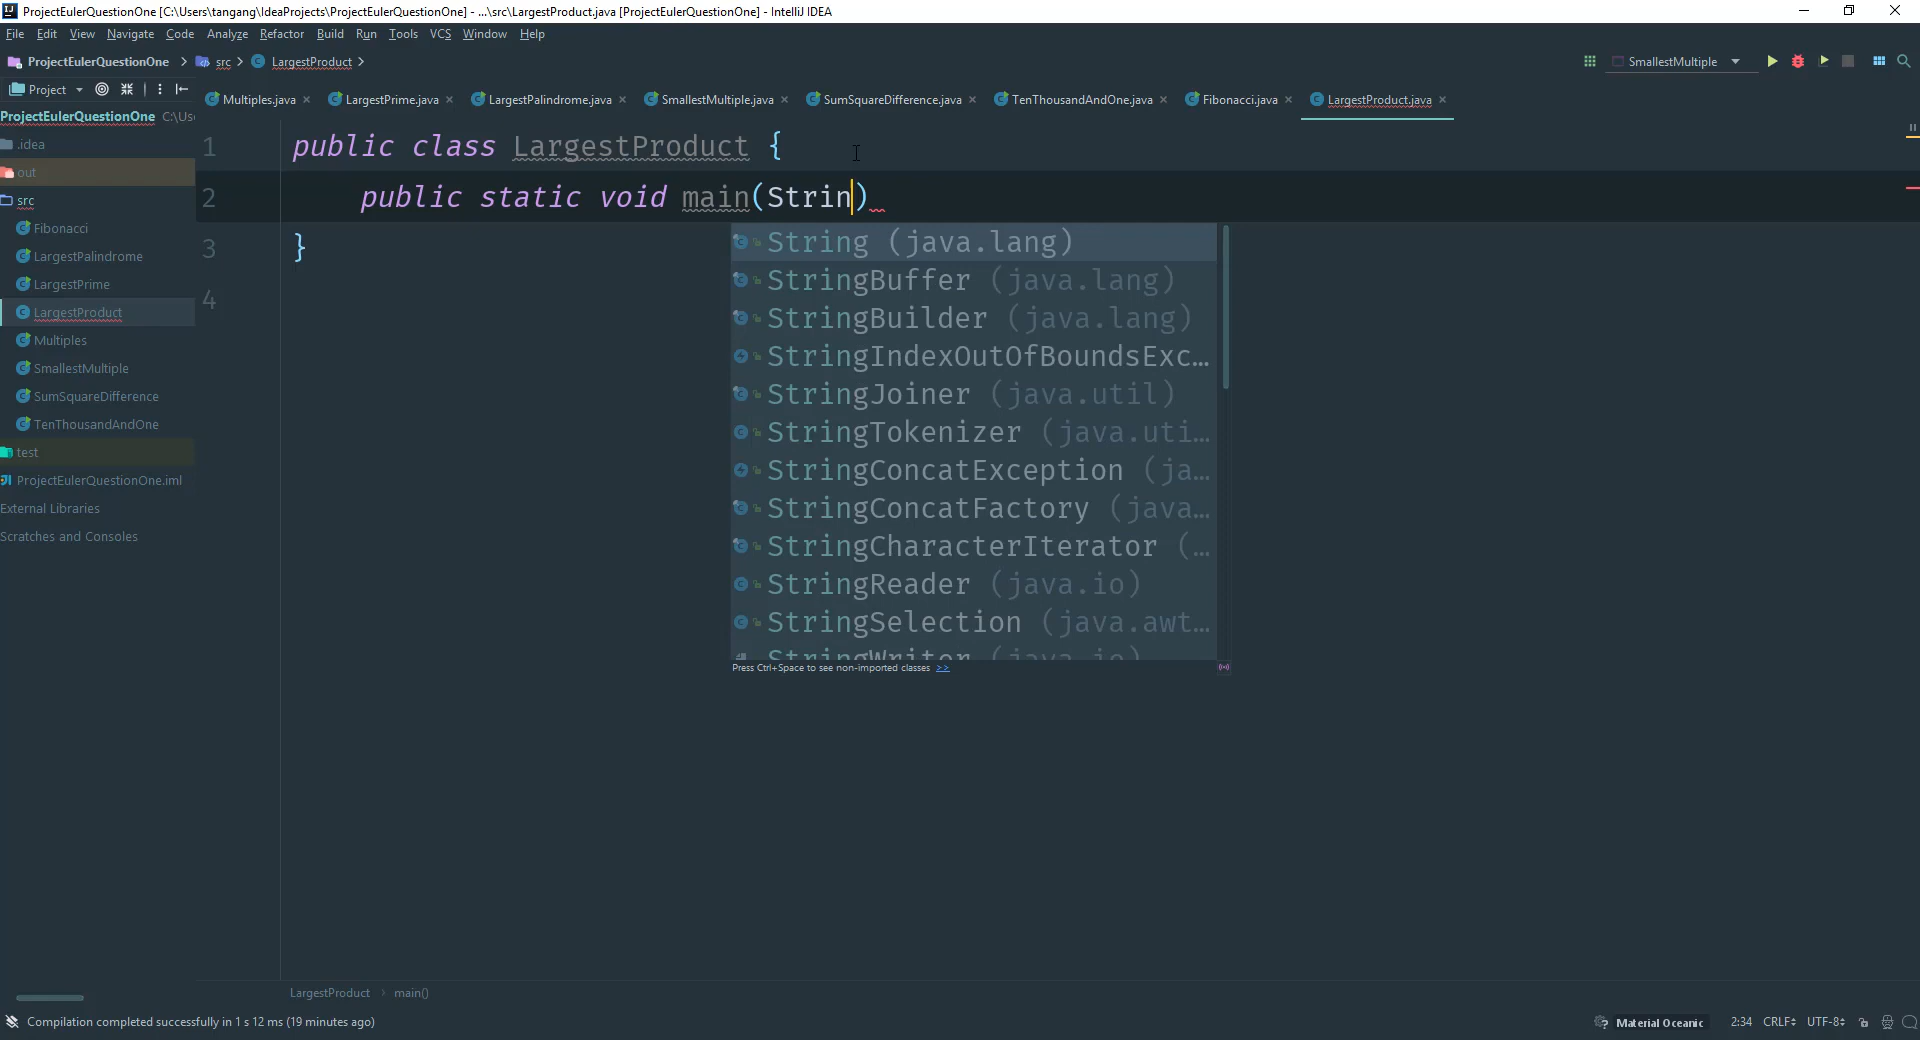 ProjectEulerQuestionOne [C:\Users\tangang\IdeaProjects\ProjectEulerQuestionOne] - ...\src\LargestProduct.java [ProjectEulerQuestionOne] - IntelliJ IDEA
File Edit View Navigate Code Analyze Refactor Build Run Tools VCS Window Help
ProjectEulerQuestionOne src LargestProduct
SmallestMultiple
Project
Multiples.java LargestPrime.java LargestPalindrome.java SmallestMultiple.java SumSquareDifference.java TenThousandAndOne.java Fibonacci.java LargestProduct.java
ProjectEulerQuestionOne C:\Use
.idea
out
src
Fibonacci
LargestPalindrome
LargestPrime
LargestProduct
Multiples
SmallestMultiple
SumSquareDifference
TenThousandAndOne
test
ProjectEulerQuestionOne.iml
External Libraries
Scratches and Consoles
1 public class LargestProduct {
2 public static void main(Strin)
3 }
4
String (java.lang)
StringBuffer (java.lang)
StringBuilder (java.lang)
StringIndexOutOfBoundsExc…
StringJoiner (java.util)
StringTokenizer (java.uti…
StringConcatException (ja…
StringConcatFactory (java…
StringCharacterIterator (…
StringReader (java.io)
StringSelection (java.awt…
StringWriter (java.io)
Press Ctrl+Space to see non-imported classes >>
LargestProduct › main()
Compilation completed successfully in 1 s 12 ms (19 minutes ago)
Material Oceanic 2:34 CRLF UTF-8